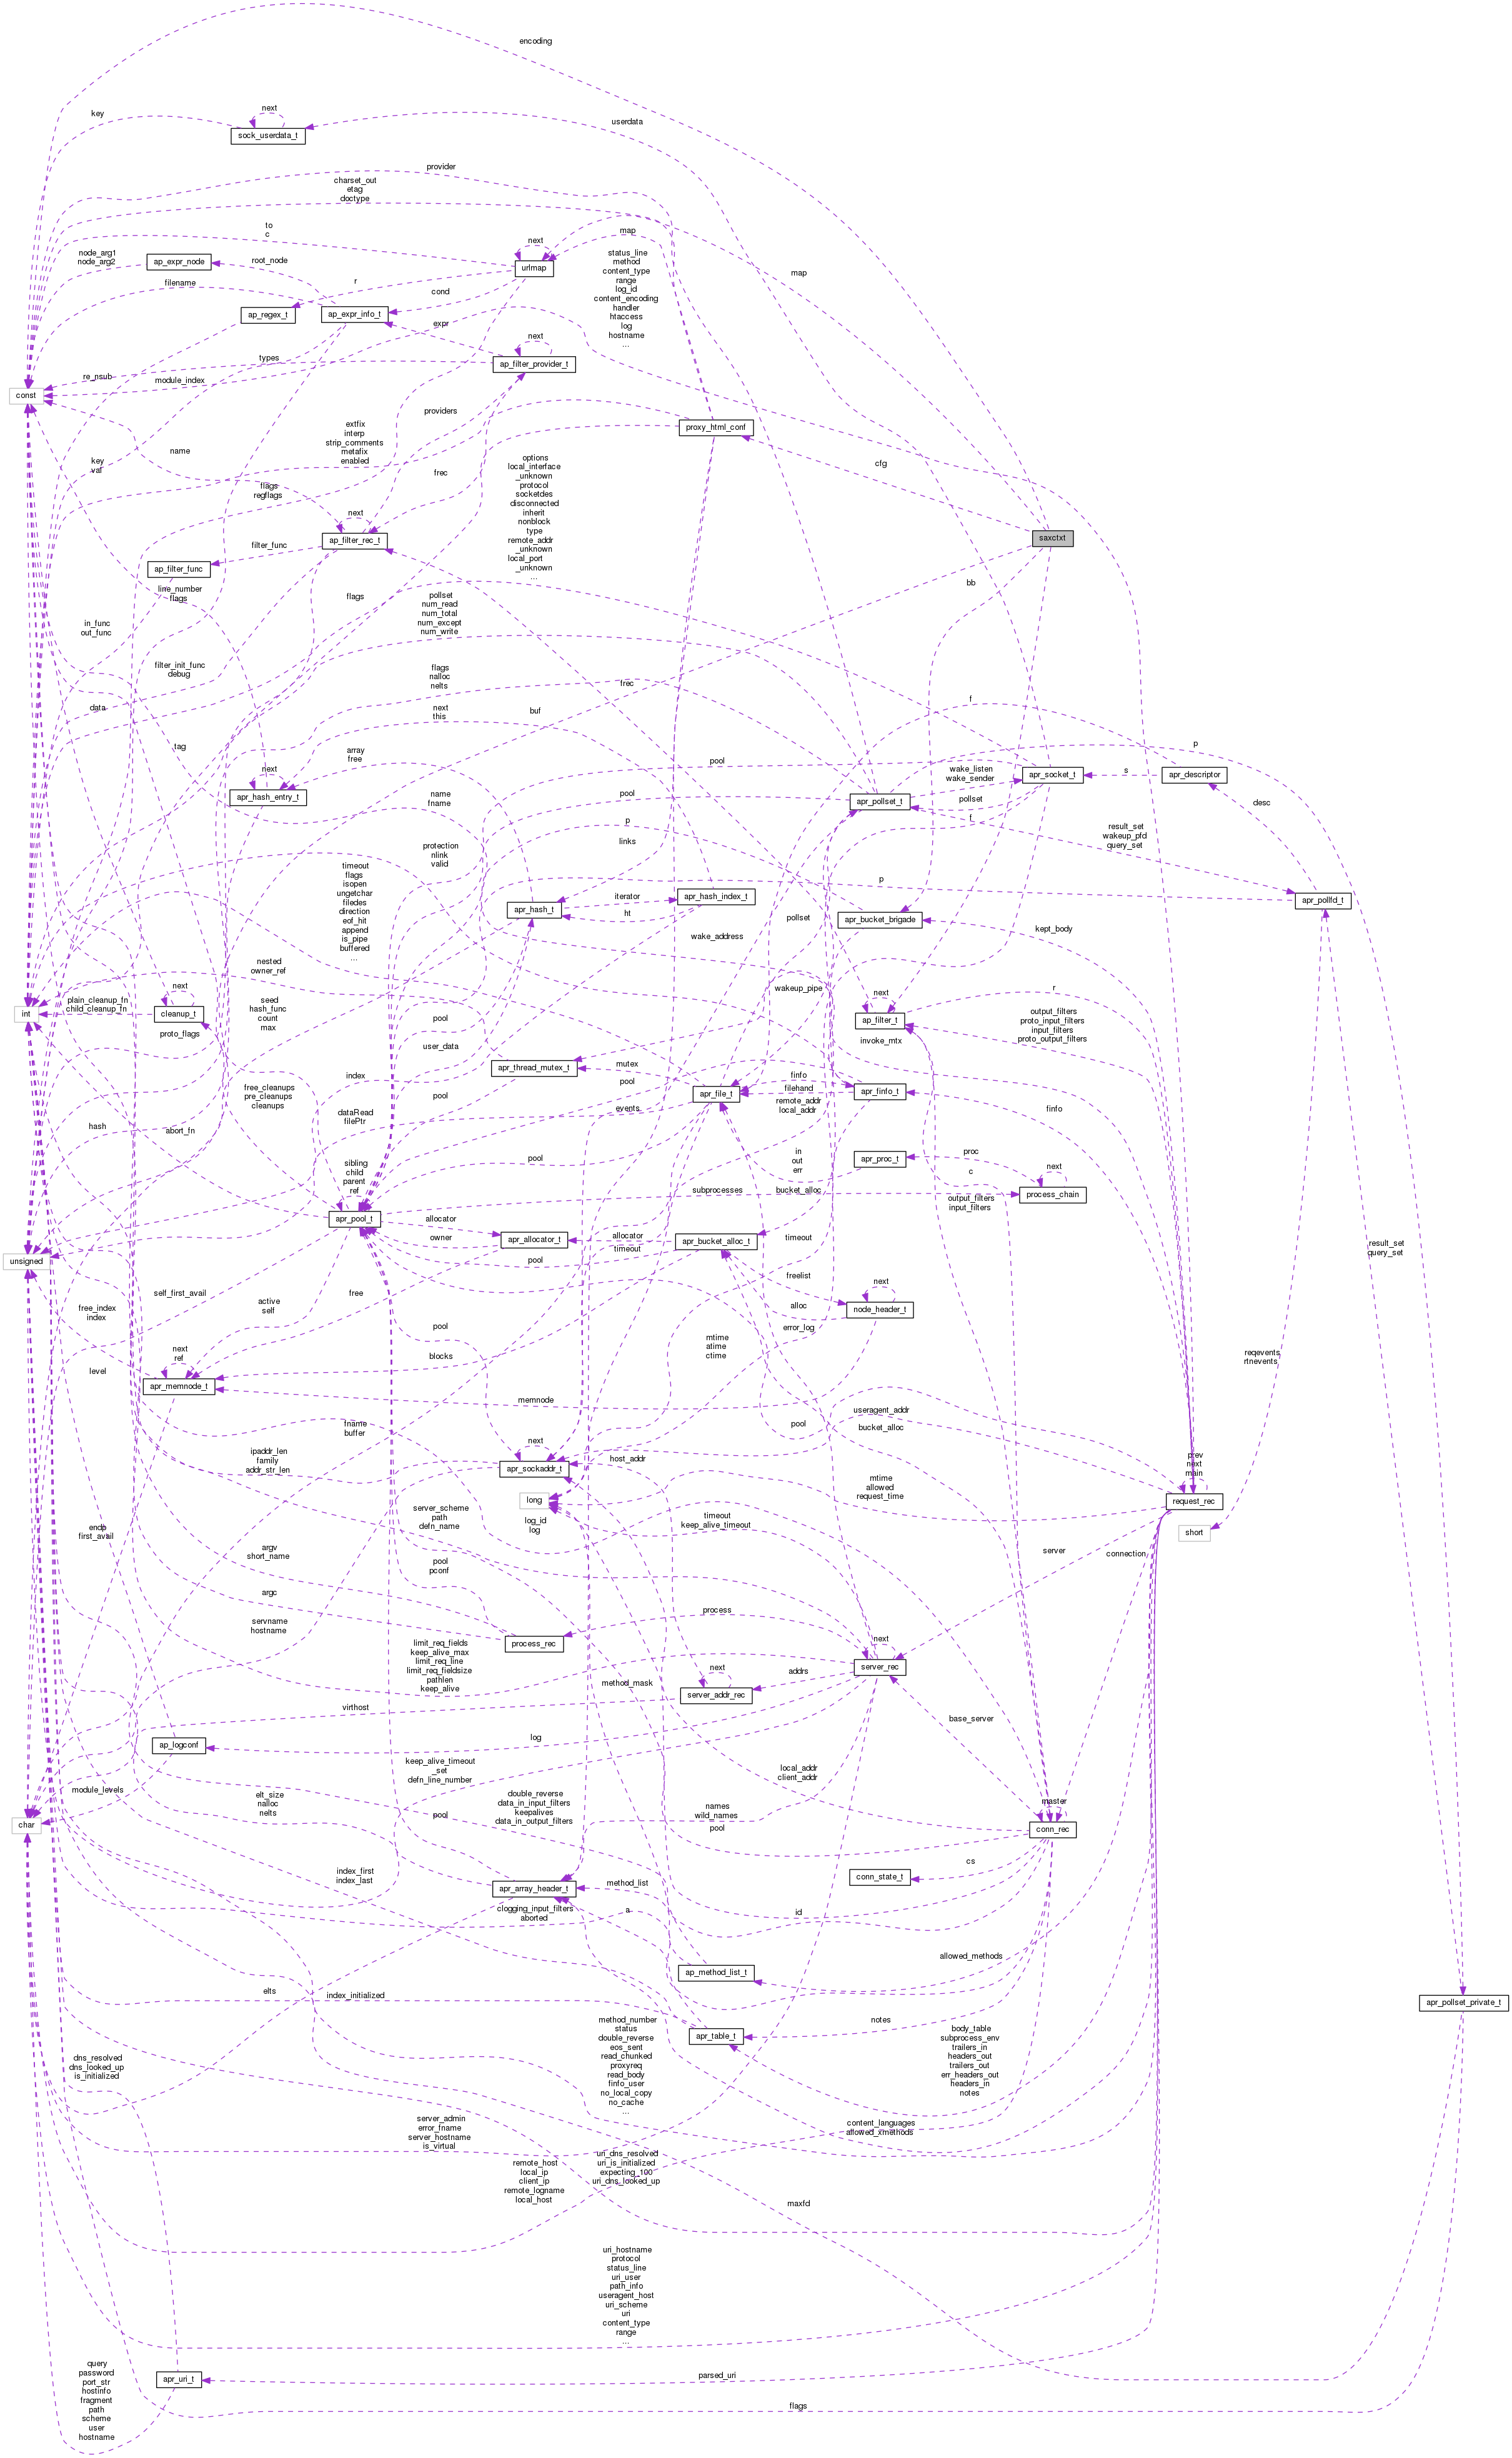 encoding
key
next
userdata
sock_userdata_t
provider
charset_out
etag
doctype
to
c
map
next
map
node_arg1
node_arg2
ap_expr_node
root_node
urlmap
status_line
method
content_type
range
log_id
content_encoding
handler
htaccess
log
hostname
...
filename
r
cond
ap_regex_t
ap_expr_info_t
expr
next
types
ap_filter_provider_t
re_nsub
module_index
const
providers
extfix
interp
strip_comments
metafix
enabled
proxy_html_conf
cfg
name
key
val
frec
options
local_interface
_unknown
protocol
socketdes
disconnected
inherit
nonblock
type
remote_addr
_unknown
local_port
_unknown
...
flags
regflags
next
ap_filter_rec_t
saxctxt
filter_func
ap_filter_func
bb
line_number
flags
flags
pollset
num_read
num_total
num_except
num_write
in_func
out_func
filter_init_func
debug
flags
nalloc
nelts
frec
data
buf
f
next
this
tag
array
free
p
next
pool
wake_listen
wake_sender
apr_socket_t
s
apr_descriptor
apr_hash_entry_t
name
fname
pool
apr_pollset_t
pollset
desc
p
f
result_set
wakeup_pfd
query_set
links
protection
nlink
valid
timeout
flags
isopen
ungetchar
filedes
direction
eof_hit
append
is_pipe
buffered
...
p
iterator
apr_hash_index_t
apr_pollfd_t
apr_hash_t
ht
apr_bucket_brigade
kept_body
wake_address
pollset
nested
owner_ref
wakeup_pipe
r
next
plain_cleanup_fn
child_cleanup_fn
next
cleanup_t
int
seed
hash_func
count
max
ap_filter_t
output_filters
proto_input_filters
input_filters
proto_output_filters
proto_flags
pool
invoke_mtx
user_data
mutex
apr_thread_mutex_t
index
pool
finfo
filehand
apr_finfo_t
free_cleanups
pre_cleanups
cleanups
pool
apr_file_t
remote_addr
local_addr
events
dataRead
filePtr
finfo
hash
abort_fn
in
out
err
proc
apr_proc_t
next
c
pool
sibling
child
parent
ref
subprocesses
bucket_alloc
process_chain
output_filters
input_filters
apr_pool_t
allocator
owner
apr_allocator_t
allocator
timeout
apr_bucket_alloc_t
timeout
pool
unsigned
result_set
query_set
freelist
next
self_first_avail
active
self
free
node_header_t
alloc
free_index
index
error_log
pool
mtime
atime
ctime
reqevents
rtnevents
next
ref
blocks
level
apr_memnode_t
memnode
useragent_addr
fname
buffer
pool
bucket_alloc
ipaddr_len
family
addr_str_len
next
host_addr
prev
next
main
apr_sockaddr_t
mtime
allowed
request_time
long
request_rec
short
endp
first_avail
server_scheme
path
defn_name
log_id
log
timeout
keep_alive_timeout
argv
short_name
server
connection
pool
pconf
argc
process
servname
hostname
process_rec
next
limit_req_fields
keep_alive_max
limit_req_line
limit_req_fieldsize
pathlen
keep_alive
server_rec
next
addrs
method_mask
server_addr_rec
virthost
base_server
log
ap_logconf
keep_alive_timeout
_set
defn_line_number
local_addr
client_addr
module_levels
elt_size
nalloc
nelts
double_reverse
data_in_input_filters
keepalives
data_in_output_filters
names
wild_names
master
pool
pool
conn_rec
char
cs
index_first
index_last
conn_state_t
method_list
apr_array_header_t
clogging_input_filters
aborted
a
id
allowed_methods
ap_method_list_t
elts
index_initialized
apr_pollset_private_t
notes
apr_table_t
method_number
status
double_reverse
eos_sent
read_chunked
proxyreq
read_body
finfo_user
no_local_copy
no_cache
...
body_table
subprocess_env
trailers_in
headers_out
trailers_out
err_headers_out
headers_in
notes
dns_resolved
dns_looked_up
is_initialized
server_admin
error_fname
server_hostname
is_virtual
content_languages
allowed_xmethods
remote_host
local_ip
client_ip
remote_logname
local_host
uri_dns_resolved
uri_is_initialized
expecting_100
uri_dns_looked_up
maxfd
uri_hostname
protocol
status_line
uri_user
path_info
useragent_host
uri_scheme
uri
content_type
range
...
parsed_uri
apr_uri_t
query
password
port_str
hostinfo
fragment
path
scheme
user
hostname
flags